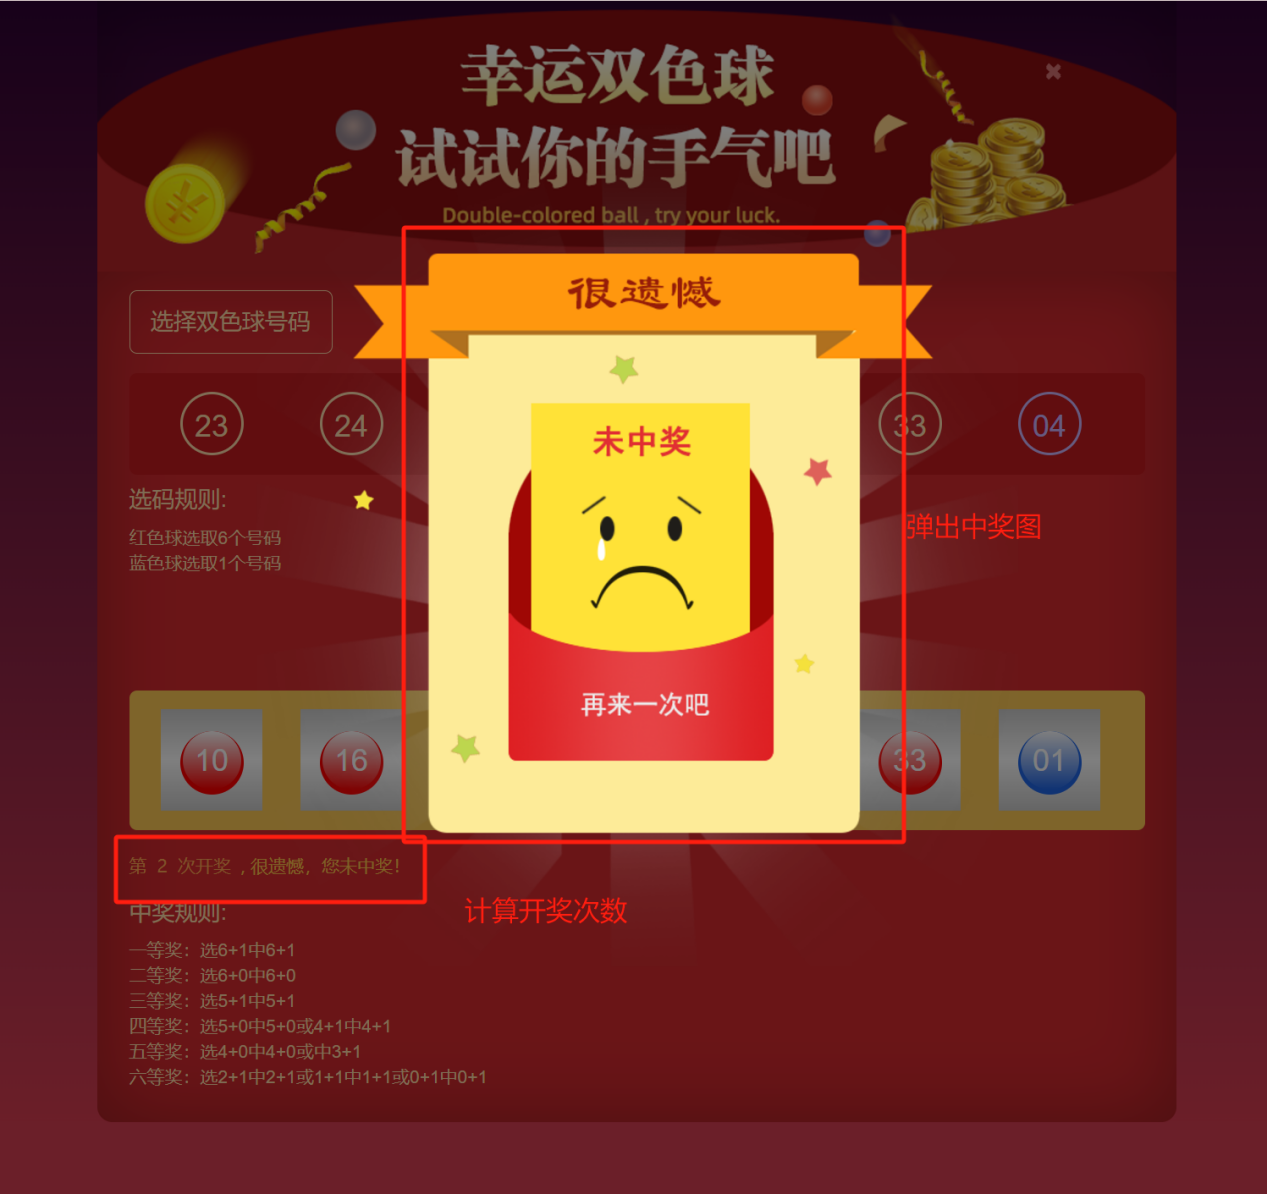 幸运双色球
试试你的手气吧
Double-colored ball , try your luck.
很遗憾
选择双色球号码
23 24 33 04
未中奖
选码规则:
红色球选取6个号码
蓝色球选取1个号码
弹出中奖图
再来一次吧
10 16 33 01
第 2 次开奖 , 很遗憾，您未中奖!
计算开奖次数
中奖规则:
一等奖：选6+1中6+1
二等奖：选6+0中6+0
三等奖：选5+1中5+1
四等奖：选5+0中5+0或4+1中4+1
五等奖：选4+0中4+0或中3+1
六等奖：选2+1中2+1或1+1中1+1或0+1中0+1